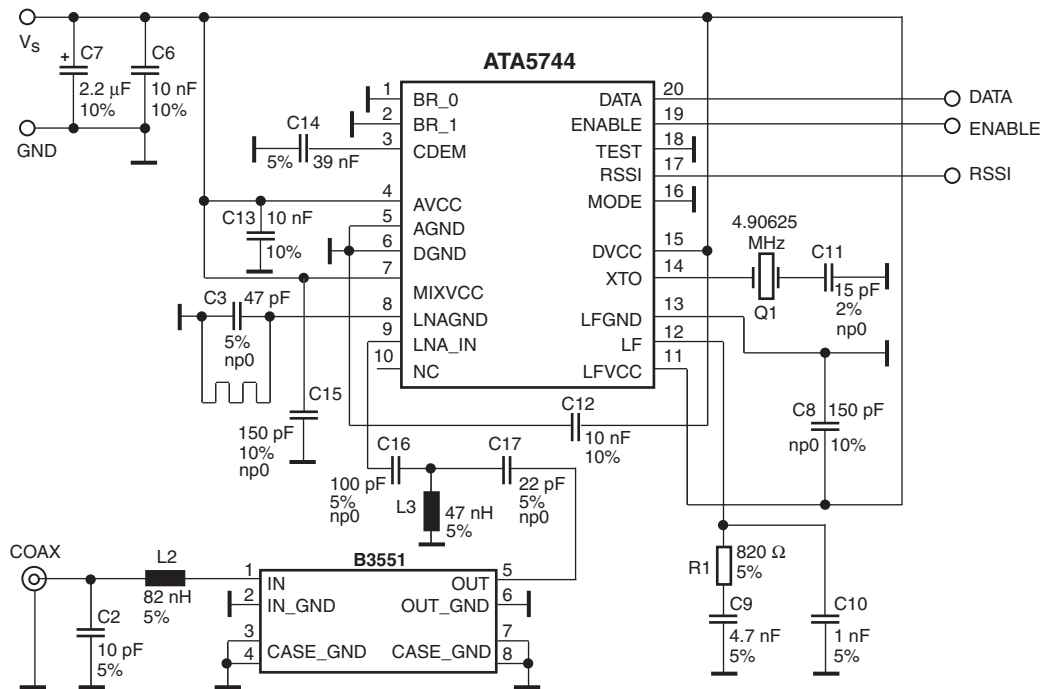 VS
C7
+
2.2 µF
10%
C6
10 nF
10%
GND
ATA5744
1 BR_0
2 BR_1
3 CDEM
4 AVCC
5 AGND
6 DGND
7 MIXVCC
8 LNAGND
9 LNA_IN
10 NC
DATA 20
ENABLE 19
TEST 18
RSSI 17
MODE 16
DVCC 15
XTO 14
LFGND 13
LF 12
LFVCC 11
DATA
ENABLE
RSSI
C14
5% 39 nF
C13 10 nF
10%
C3 47 pF
5%
np0
C15
150 pF
10%
np0
4.90625
MHz
Q1
C11
15 pF
2%
np0
C12
10 nF
10%
C8 150 pF
np0 10%
C16
100 pF
5%
np0
C17
22 pF
5%
np0
L3 47 nH
5%
COAX
L2
82 nH
5%
C2
10 pF
5%
B3551
1 IN
2 IN_GND
3
4 CASE_GND
OUT 5
OUT_GND 6
7
CASE_GND 8
R1 820 Ω
5%
C9
4.7 nF
5%
C10
1 nF
5%